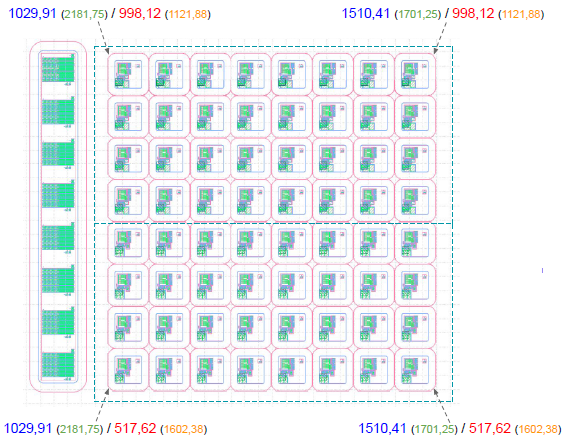 1029,91 (2181,75) / 998,12 (1121,88)
1510,41 (1701,25) / 998,12 (1121,88)
1029,91 (2181,75) / 517,62 (1602,38)
1510,41 (1701,25) / 517,62 (1602,38)